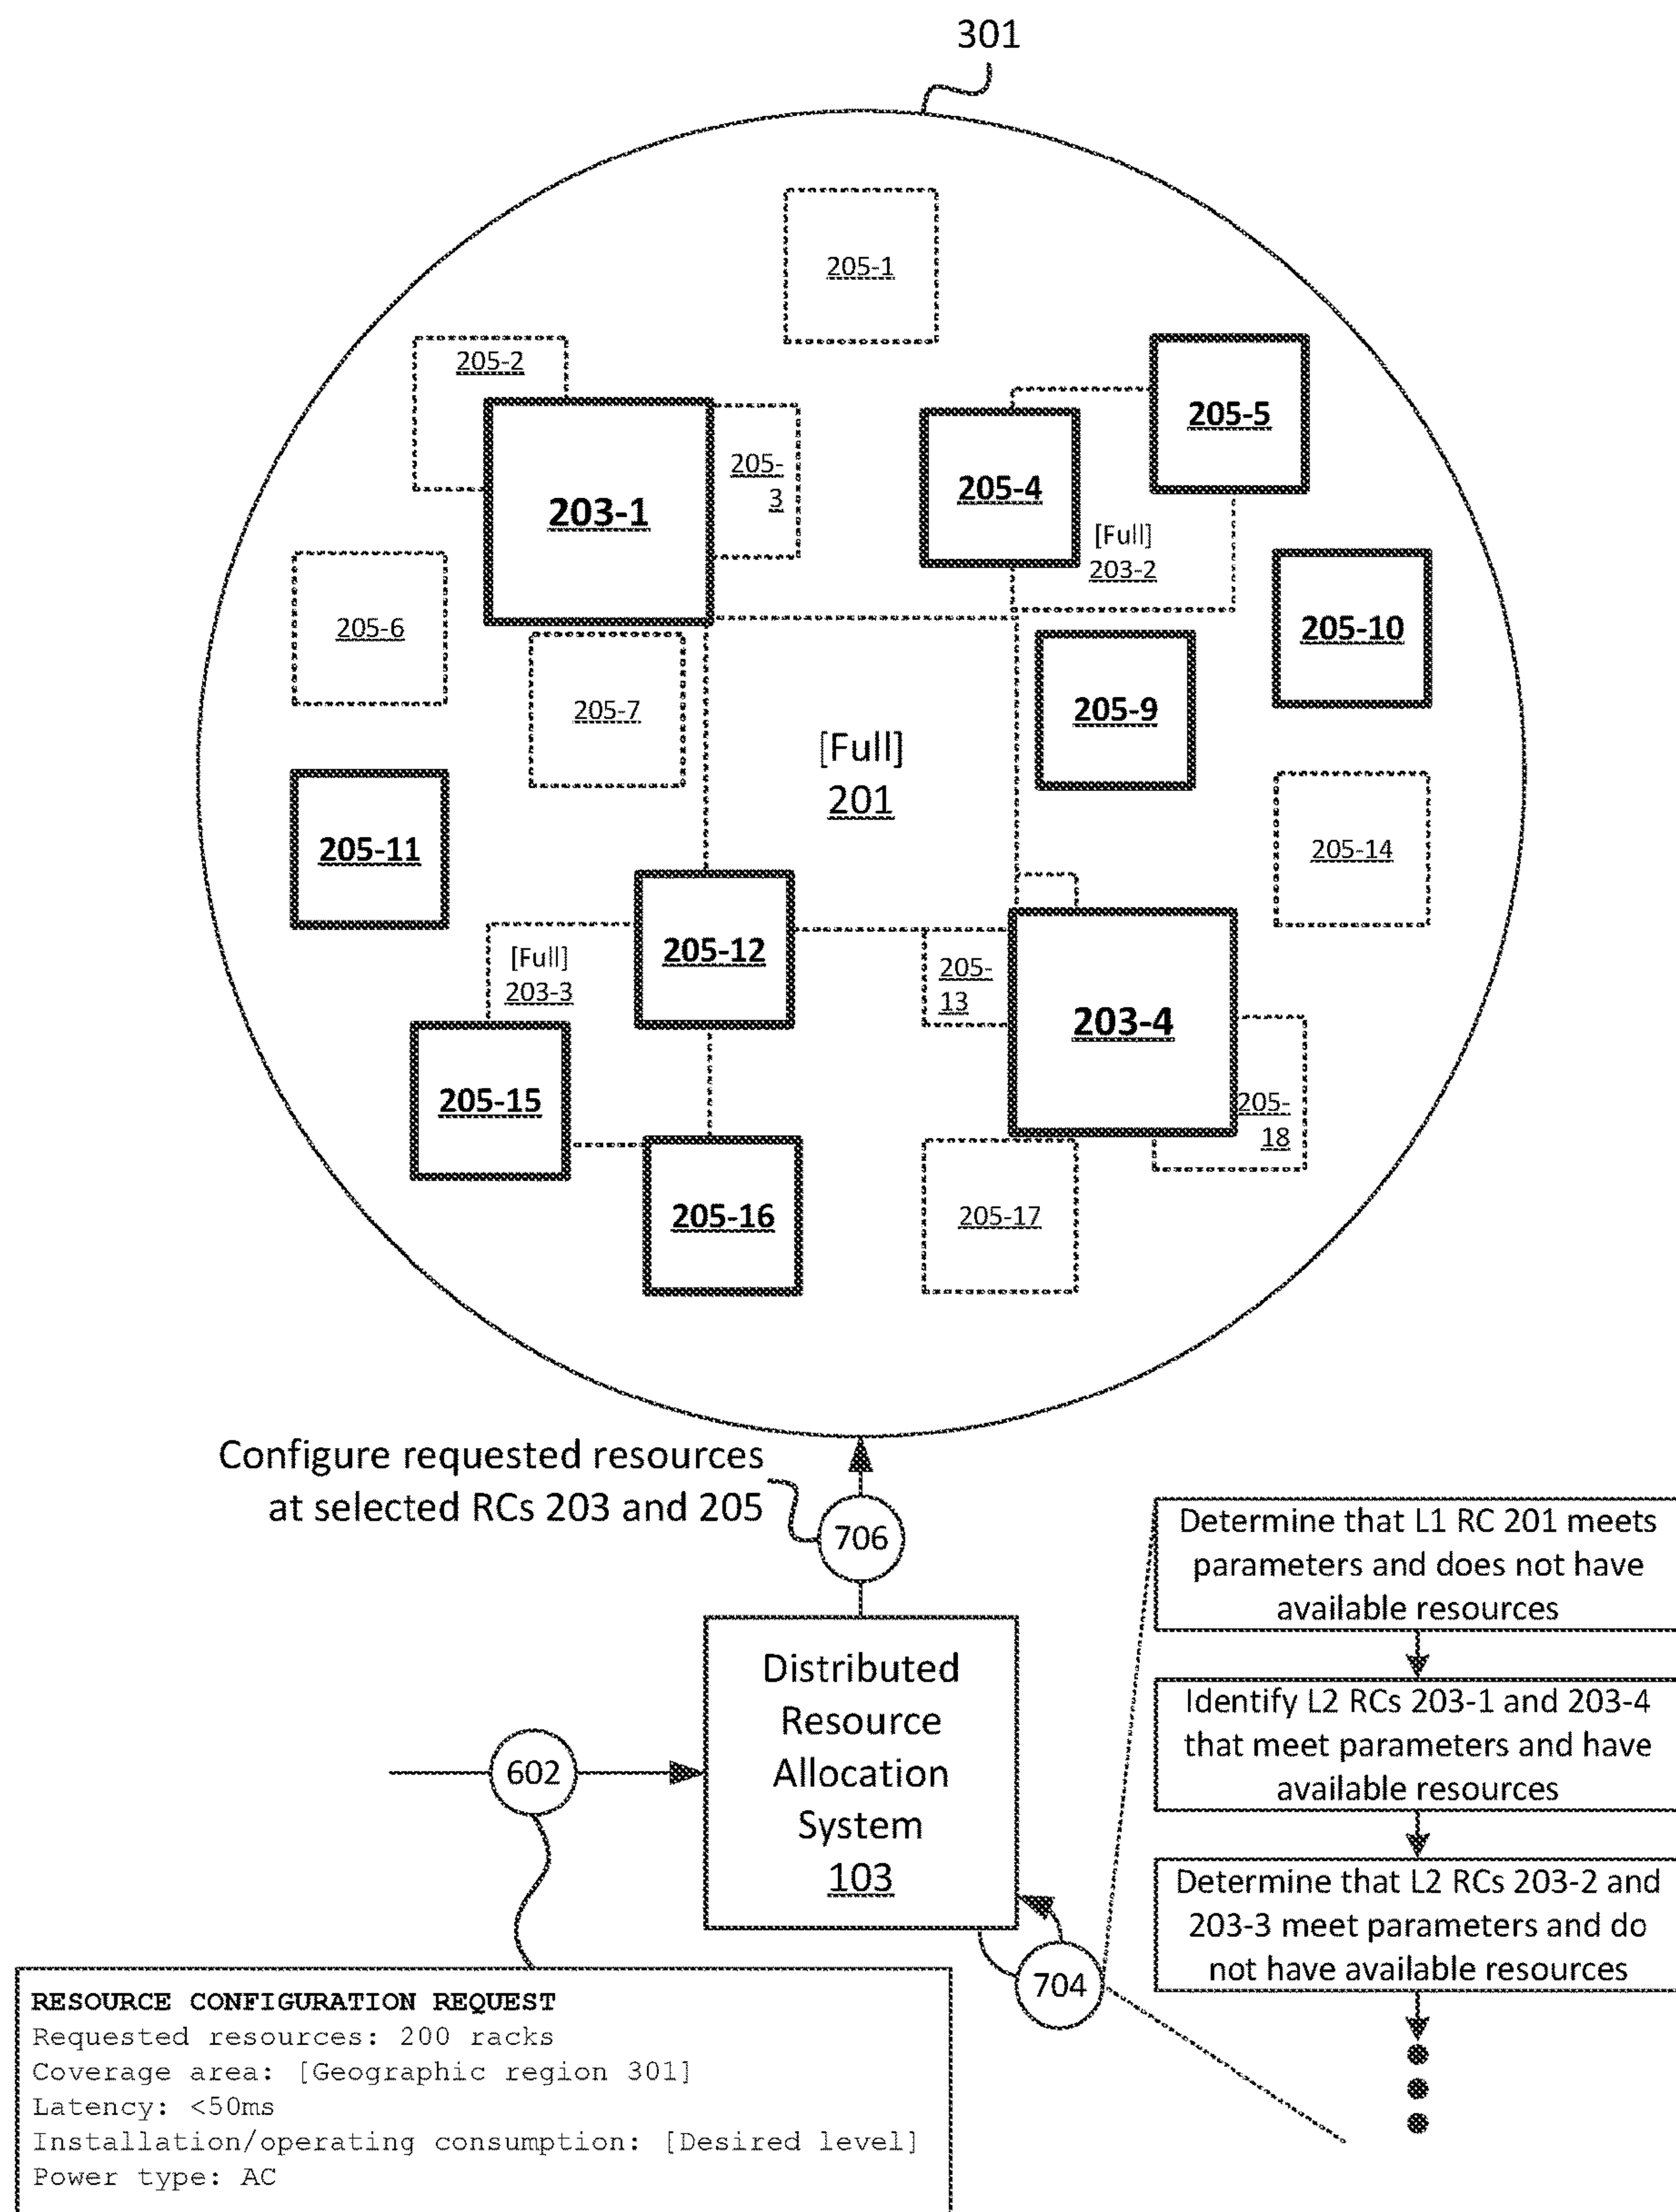 301
205-1
205-2
205-5
205-
3
205-4
203-1
[Full]
203-2
205-6
205-10
205-7
205-9
[Full]
201
205-11
205-14
205-12
[Full]
203-3
205-
13
203-4
205-15
205-
18
205-16
205-17
Configure requested resources
at selected RCs 203 and 205
706
Determine that L1 RC 201 meets
parameters and does not have
available resources
Distributed
Resource
Allocation
System
103
Identify L2 RCs 203-1 and 203-4
that meet parameters and have
available resources
602
Determine that L2 RCs 203-2 and
203-3 meet parameters and do
not have available resources
704
RESOURCE CONFIGURATION REQUEST
Requested resources: 200 racks
Coverage area: [Geographic region 301]
Latency: <50ms
Installation/operating consumption: [Desired level]
Power type: AC